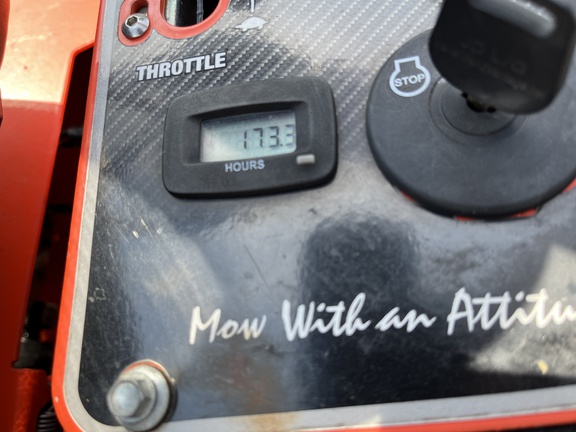 THROTTLE
STOP
173.3
HOURS
Mow With an Attitu